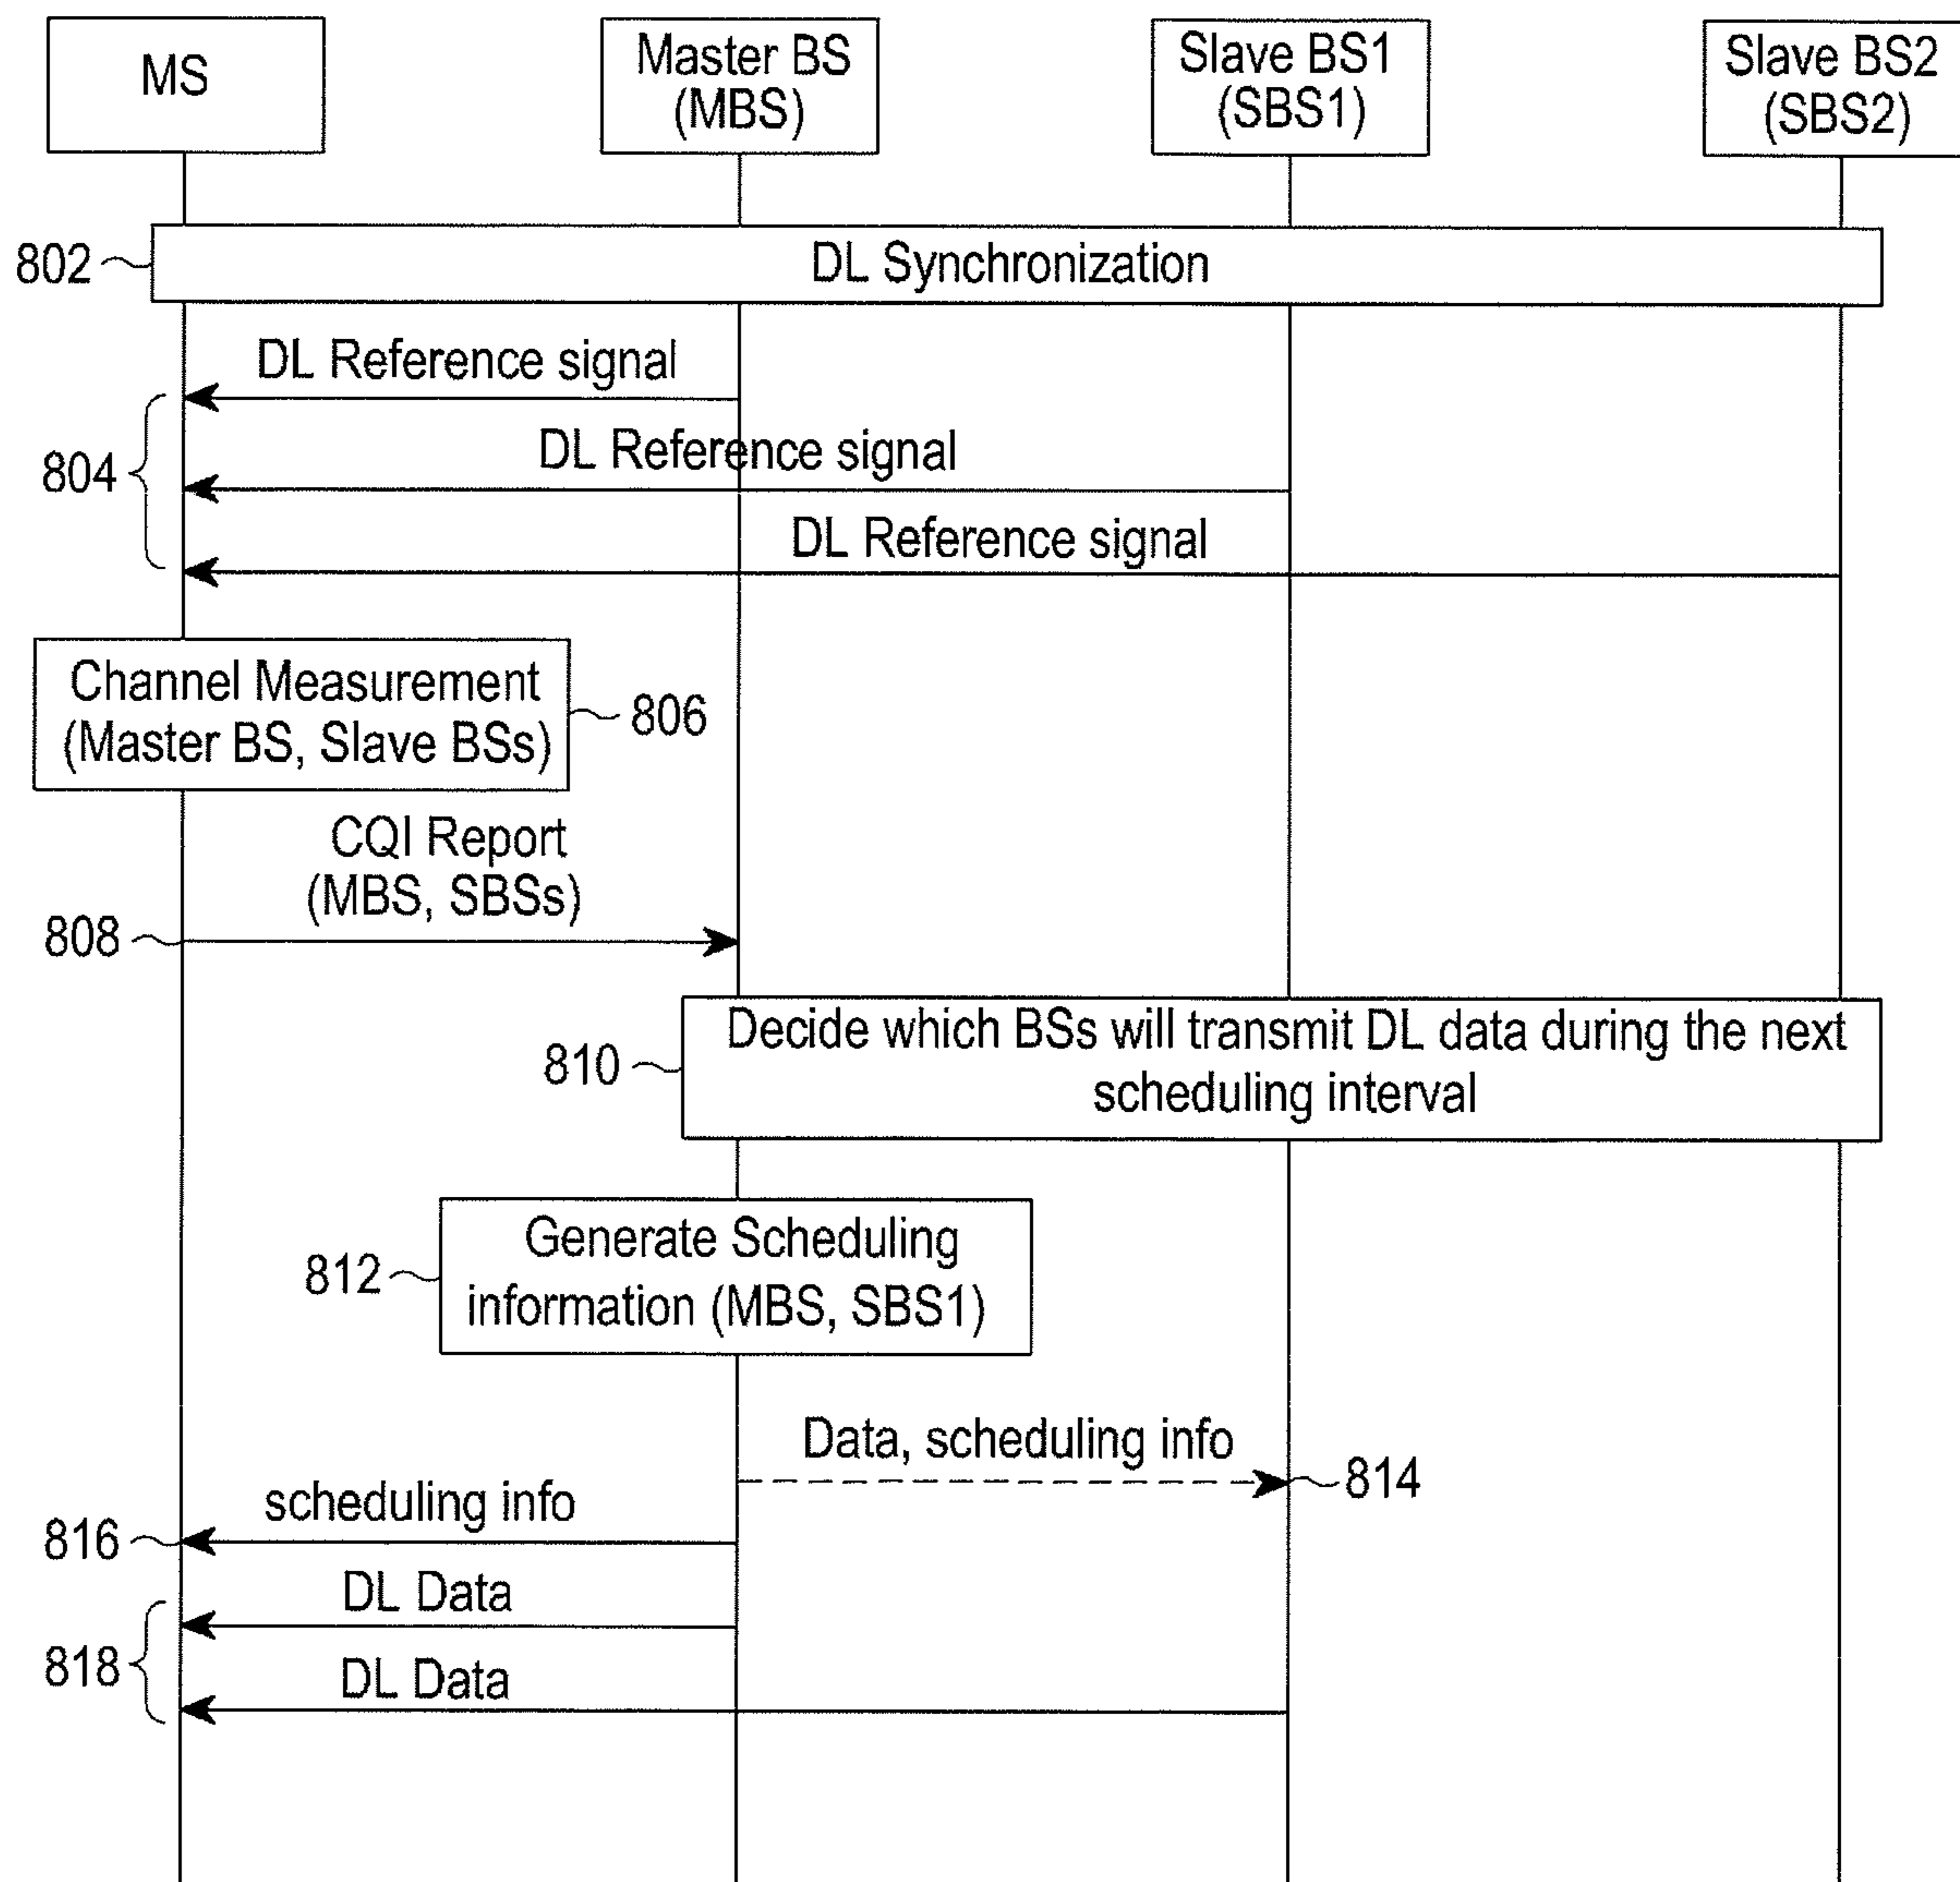 MS
Master BS
(MBS)
Slave BS1
(SBS1)
Slave BS2
(SBS2)
802
DL Synchronization
DL Reference signal
DL Reference signal
804
DL Reference signal
Channel Measurement
(Master BS, Slave BSs)
806
CQI Report
(MBS, SBSs)
808
Decide which BSs will transmit DL data during the next
scheduling interval
810
Generate Scheduling
information (MBS, SBS1)
812
Data, scheduling info
814
scheduling info
816
DL Data
818
DL Data